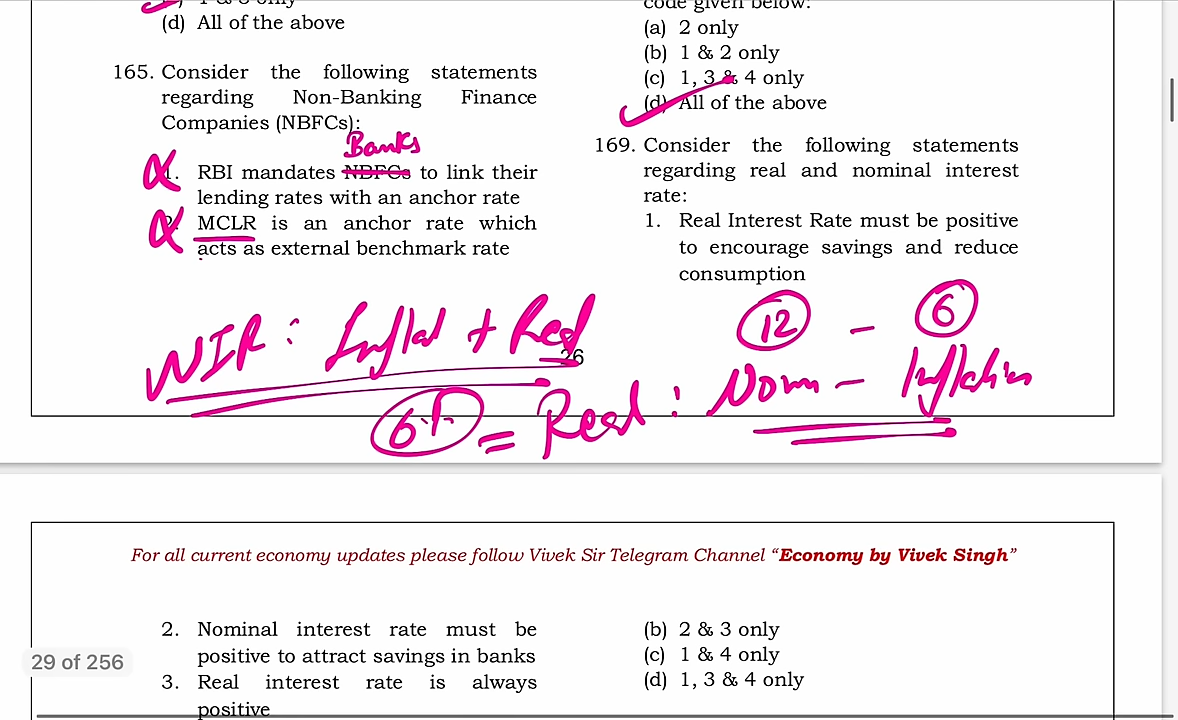 (d) All of the above
165. Consider the following statements
regarding Non-Banking Finance
Companies (NBFCs):
Banks
1. RBI mandates NBFCs to link their
lending rates with an anchor rate
MCLR is an anchor rate which
acts as external benchmark rate
code given below:
(a) 2 only
(b) 1 & 2 only
(c) 1, 3 & 4 only
(d) All of the above
169. Consider the following statements
regarding real and nominal interest
rate:
1. Real Interest Rate must be positive
to encourage savings and reduce
consumption
NIR : Inflat + Real
26
12 - 6
6% = Real : Nom - Inflation
For all current economy updates please follow Vivek Sir Telegram Channel “Economy by Vivek Singh”
2. Nominal interest rate must be
positive to attract savings in banks
3. Real interest rate is always
positive
(b) 2 & 3 only
(c) 1 & 4 only
(d) 1, 3 & 4 only
29 of 256